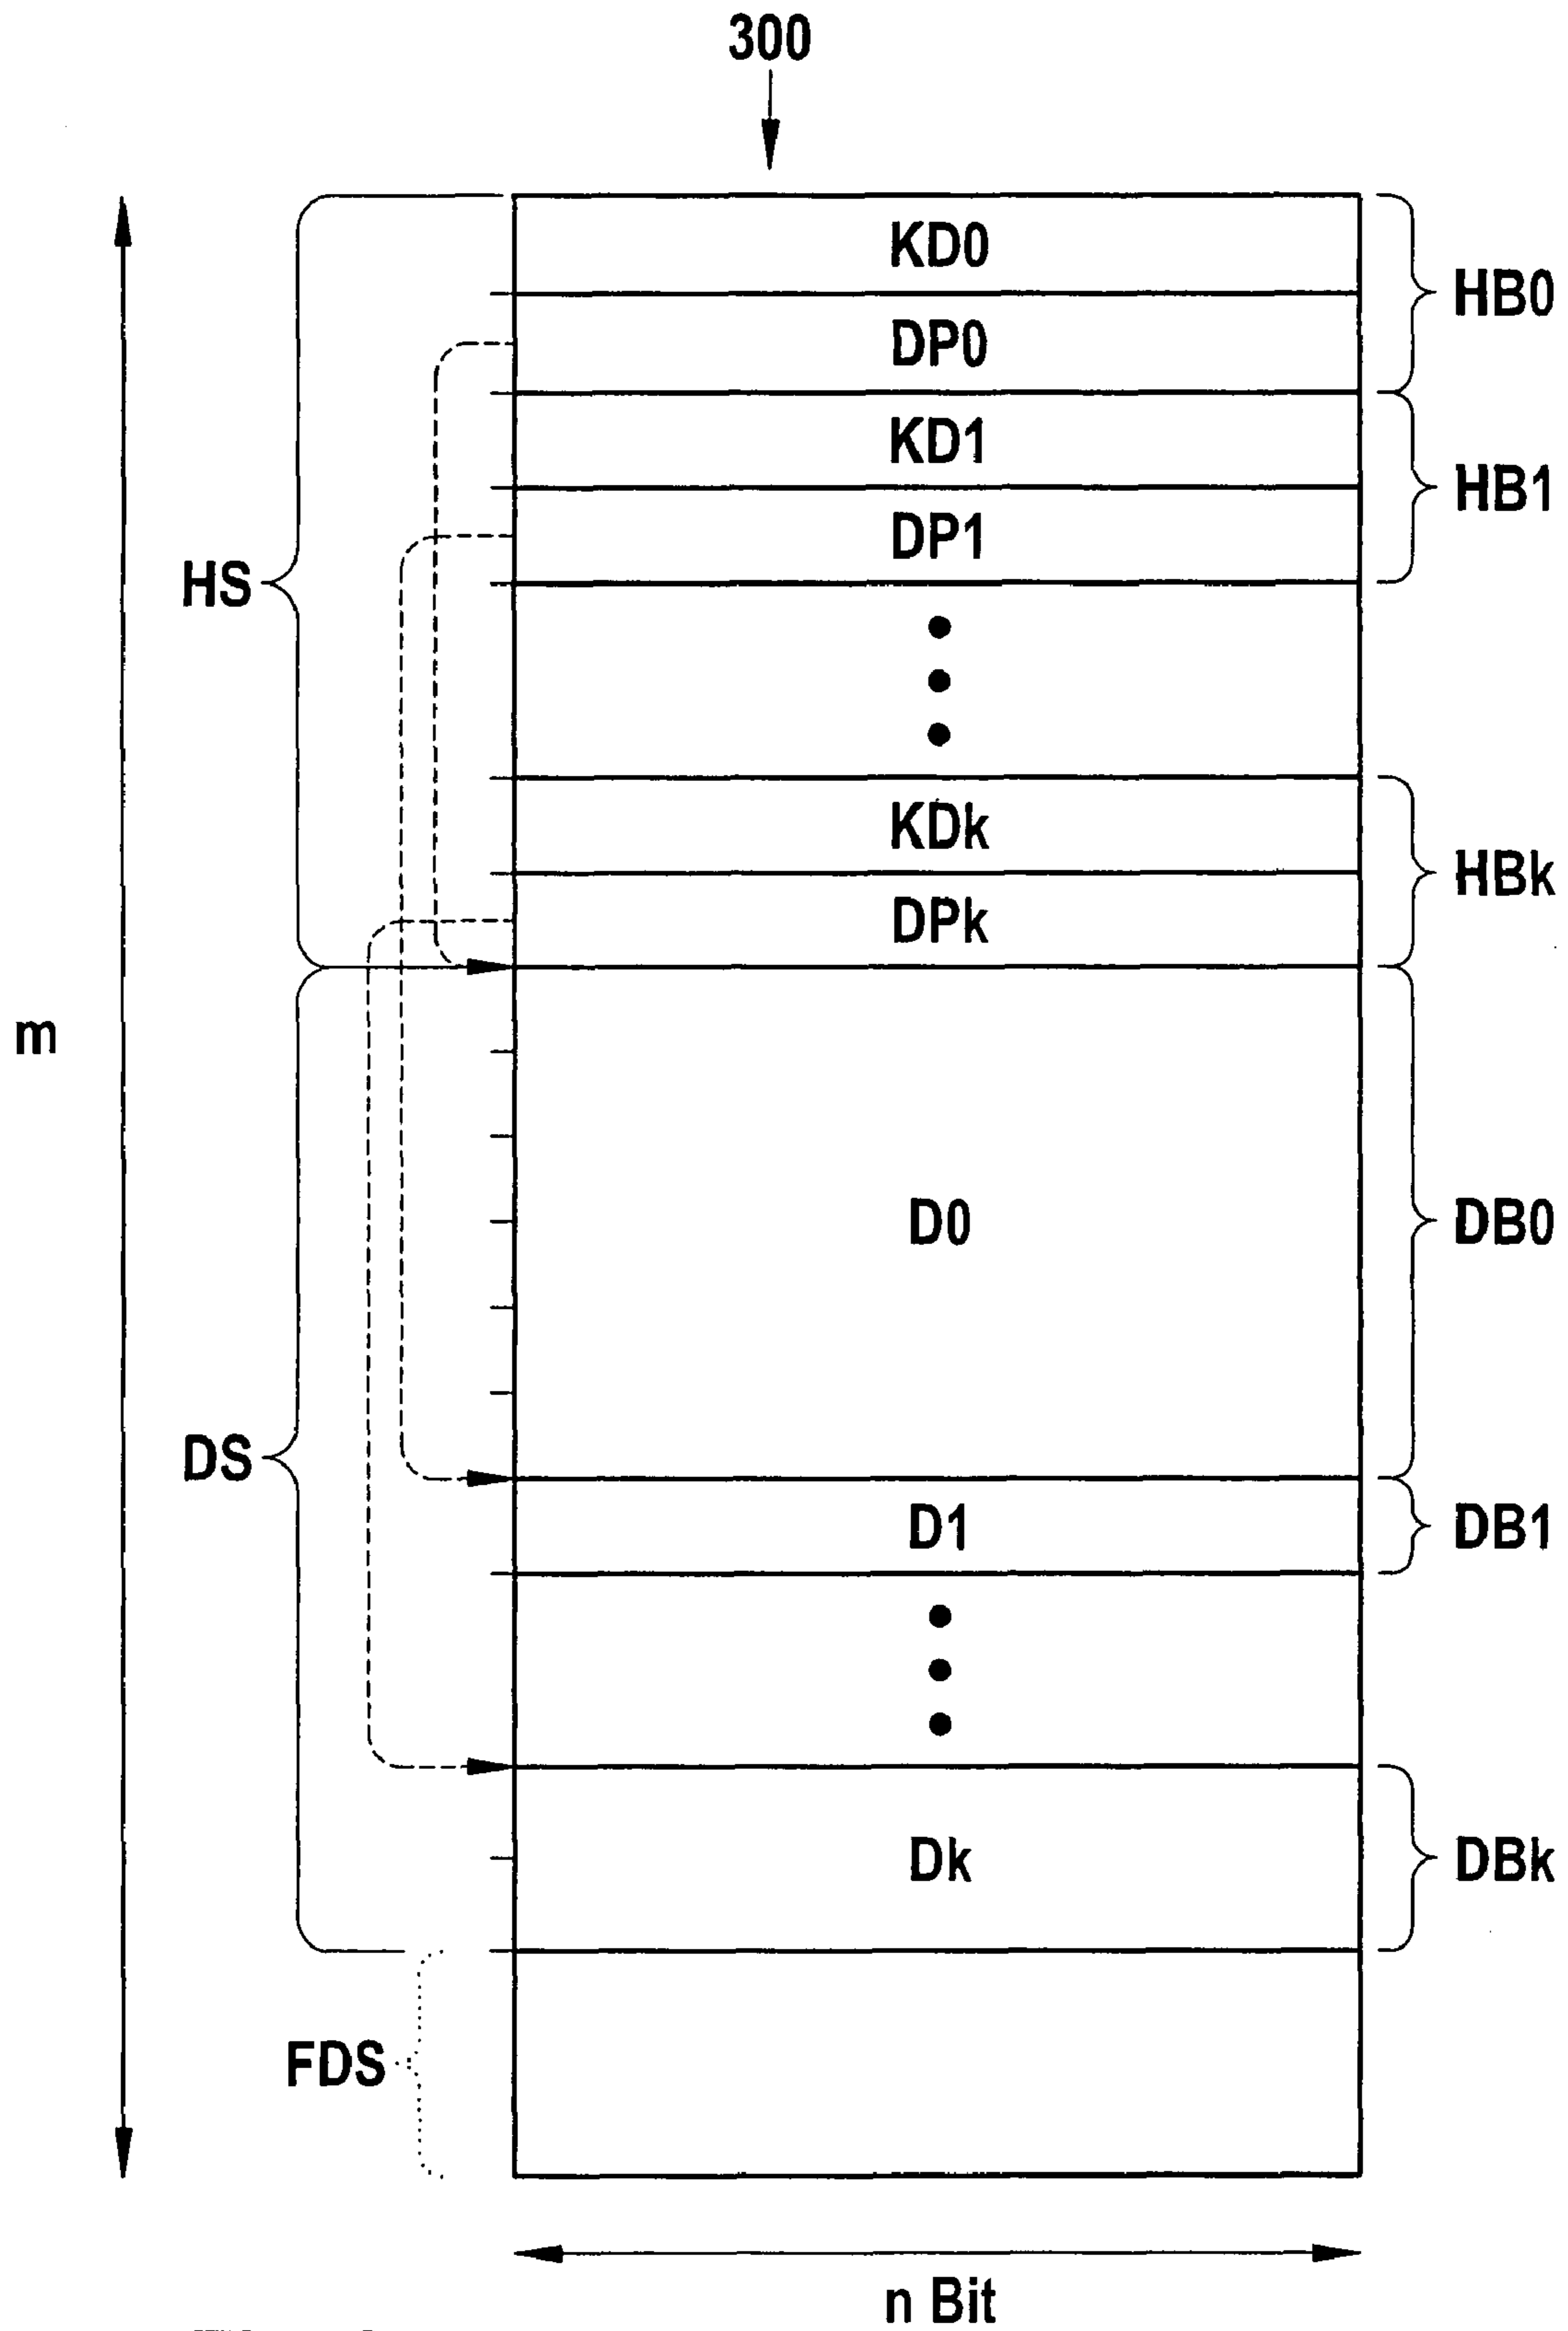 300
KD0
HB0
DP0
KD1
HB1
DP1
HS
KDk
HBk
DPk
m
D0
DB0
DS
D1
DB1
Dk
DBk
FDS
n Bit